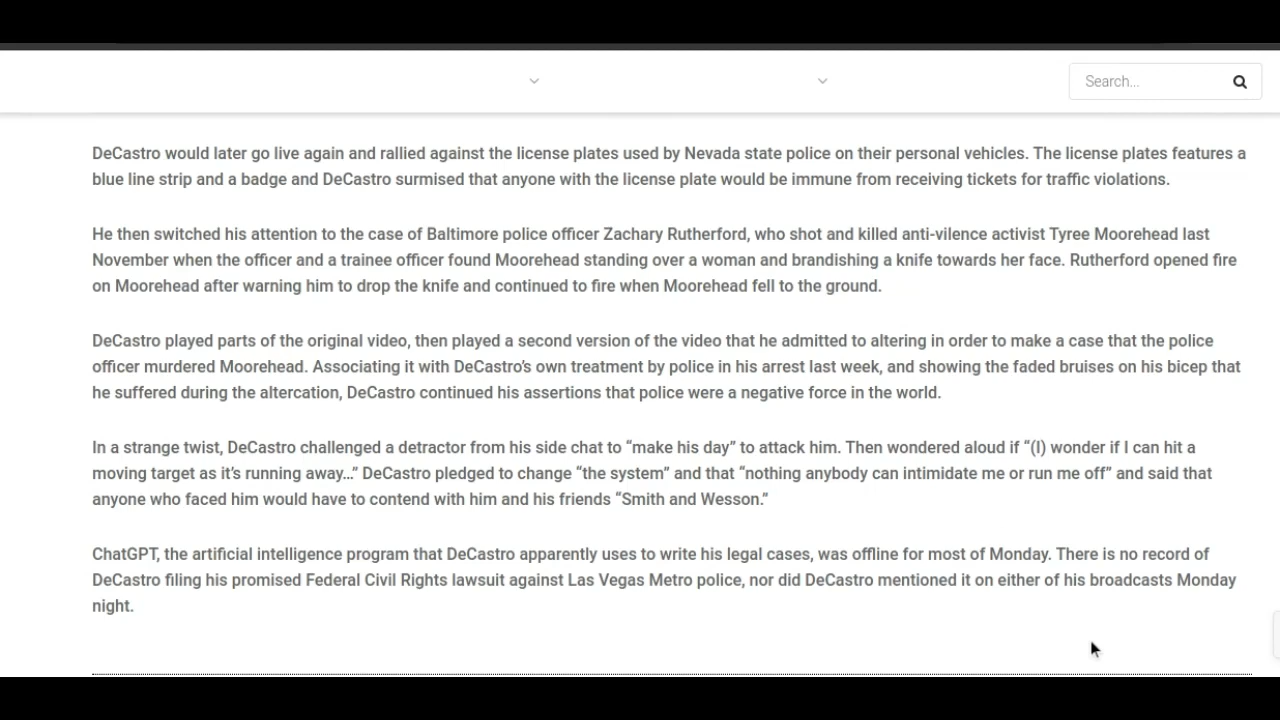 Search...
DeCastro would later go live again and rallied against the license plates used by Nevada state police on their personal vehicles. The license plates features a
blue line strip and a badge and DeCastro surmised that anyone with the license plate would be immune from receiving tickets for traffic violations.
He then switched his attention to the case of Baltimore police officer Zachary Rutherford, who shot and killed anti-vilence activist Tyree Moorehead last
November when the officer and a trainee officer found Moorehead standing over a woman and brandishing a knife towards her face. Rutherford opened fire
on Moorehead after warning him to drop the knife and continued to fire when Moorehead fell to the ground.
DeCastro played parts of the original video, then played a second version of the video that he admitted to altering in order to make a case that the police
officer murdered Moorehead. Associating it with DeCastro’s own treatment by police in his arrest last week, and showing the faded bruises on his bicep that
he suffered during the altercation, DeCastro continued his assertions that police were a negative force in the world.
In a strange twist, DeCastro challenged a detractor from his side chat to “make his day” to attack him. Then wondered aloud if “(I) wonder if I can hit a
moving target as it’s running away…” DeCastro pledged to change “the system” and that “nothing anybody can intimidate me or run me off” and said that
anyone who faced him would have to contend with him and his friends “Smith and Wesson.”
ChatGPT, the artificial intelligence program that DeCastro apparently uses to write his legal cases, was offline for most of Monday. There is no record of
DeCastro filing his promised Federal Civil Rights lawsuit against Las Vegas Metro police, nor did DeCastro mentioned it on either of his broadcasts Monday
night.